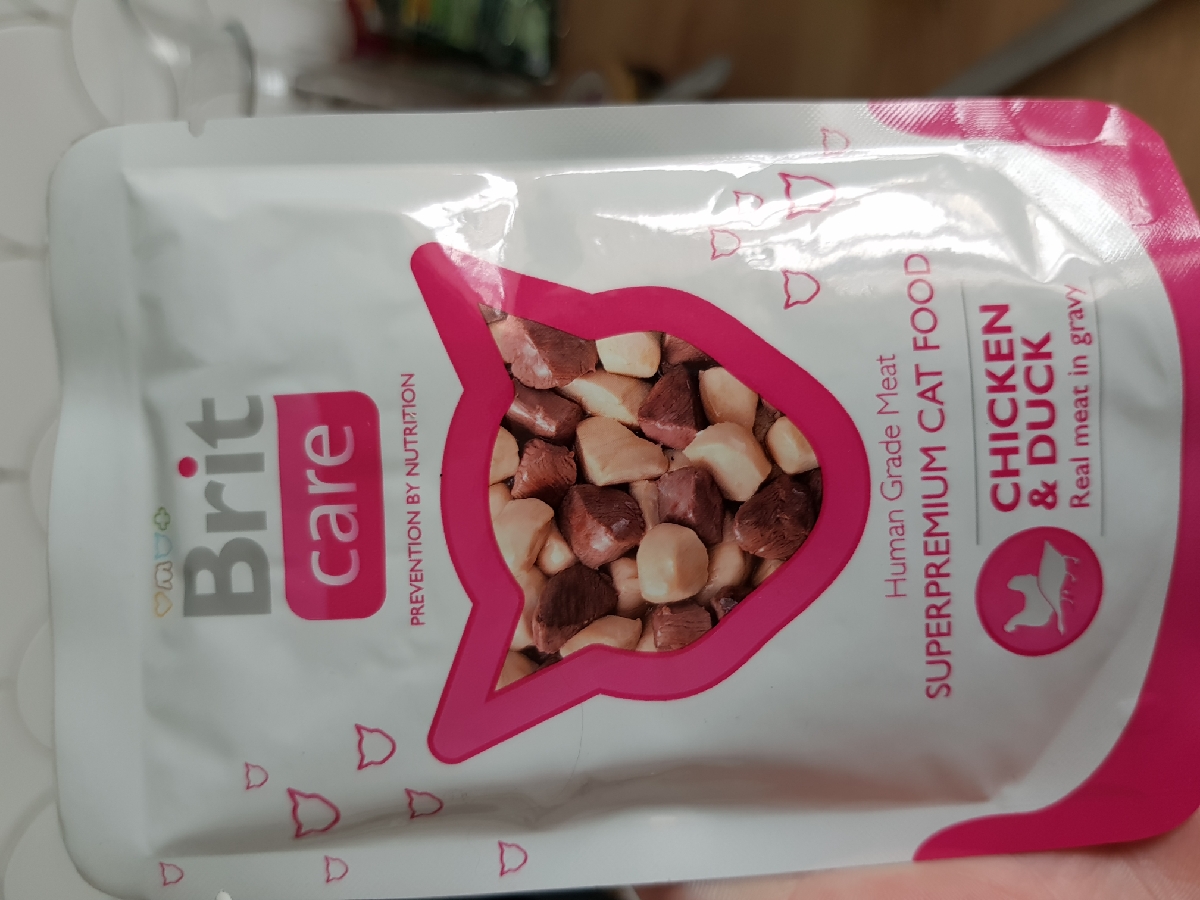 Brit
care
PREVENTION BY NUTRITION
Human Grade Meat
SUPERPREMIUM CAT FOOD
CHICKEN
& DUCK
Real meat in gravy